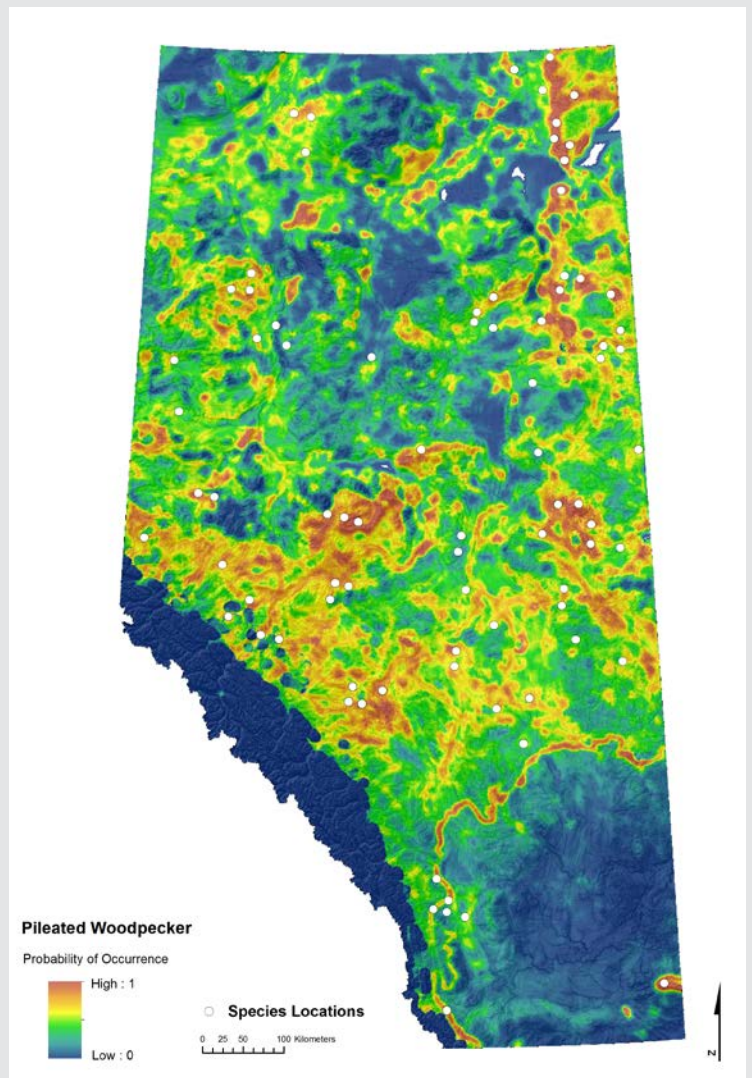 Pileated Woodpecker
Probability of Occurrence
High : 1
Low : 0
Species Locations
0 25 50 100 Kilometers
N